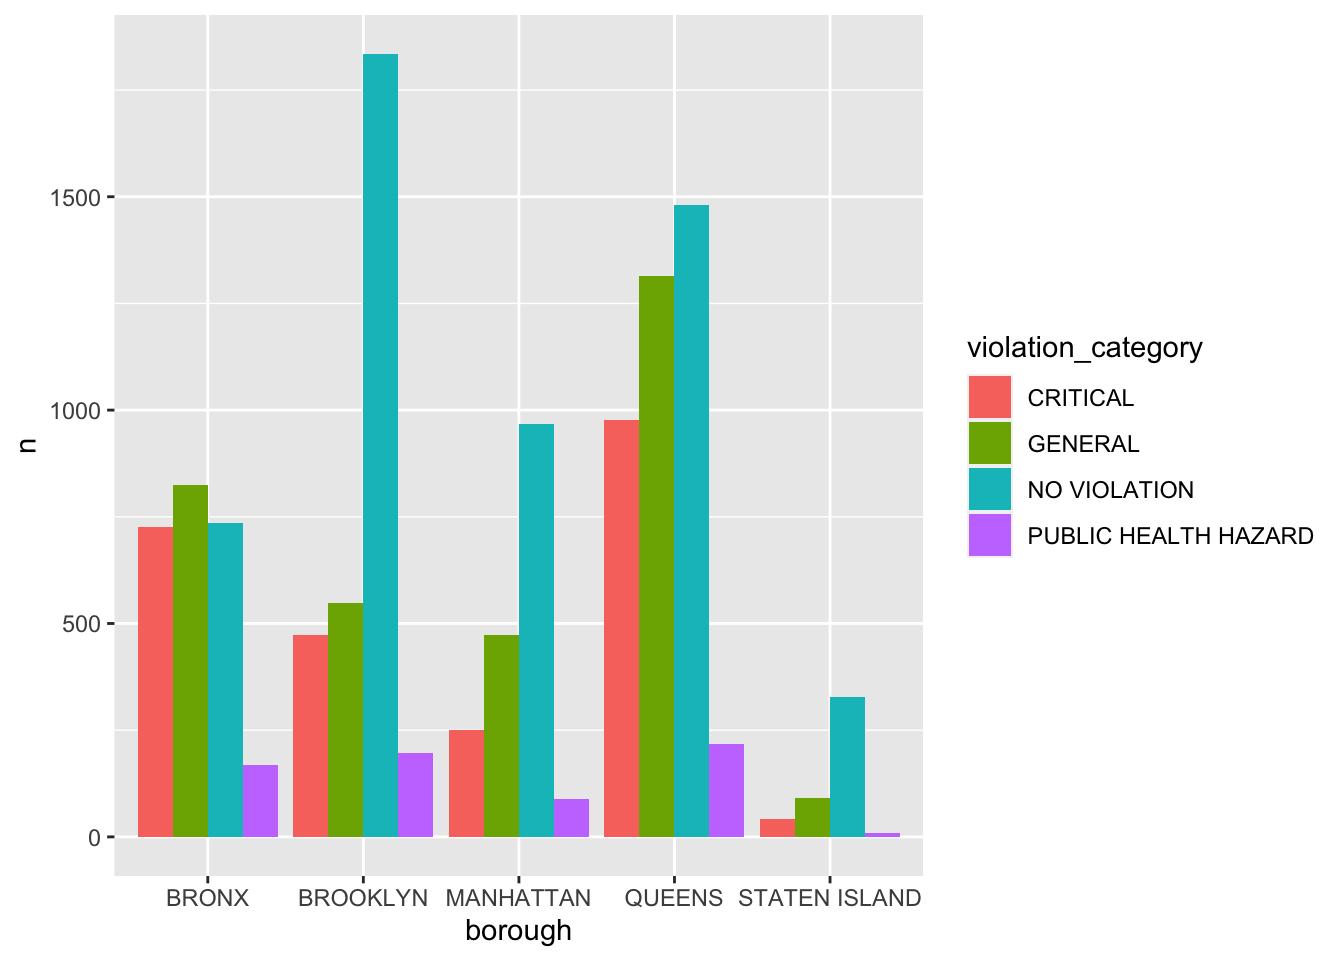 1500
1000
500
0
n
BRONX BROOKLYN MANHATTAN QUEENS STATEN ISLAND
borough
violation_category
CRITICAL
GENERAL
NO VIOLATION
PUBLIC HEALTH HAZARD